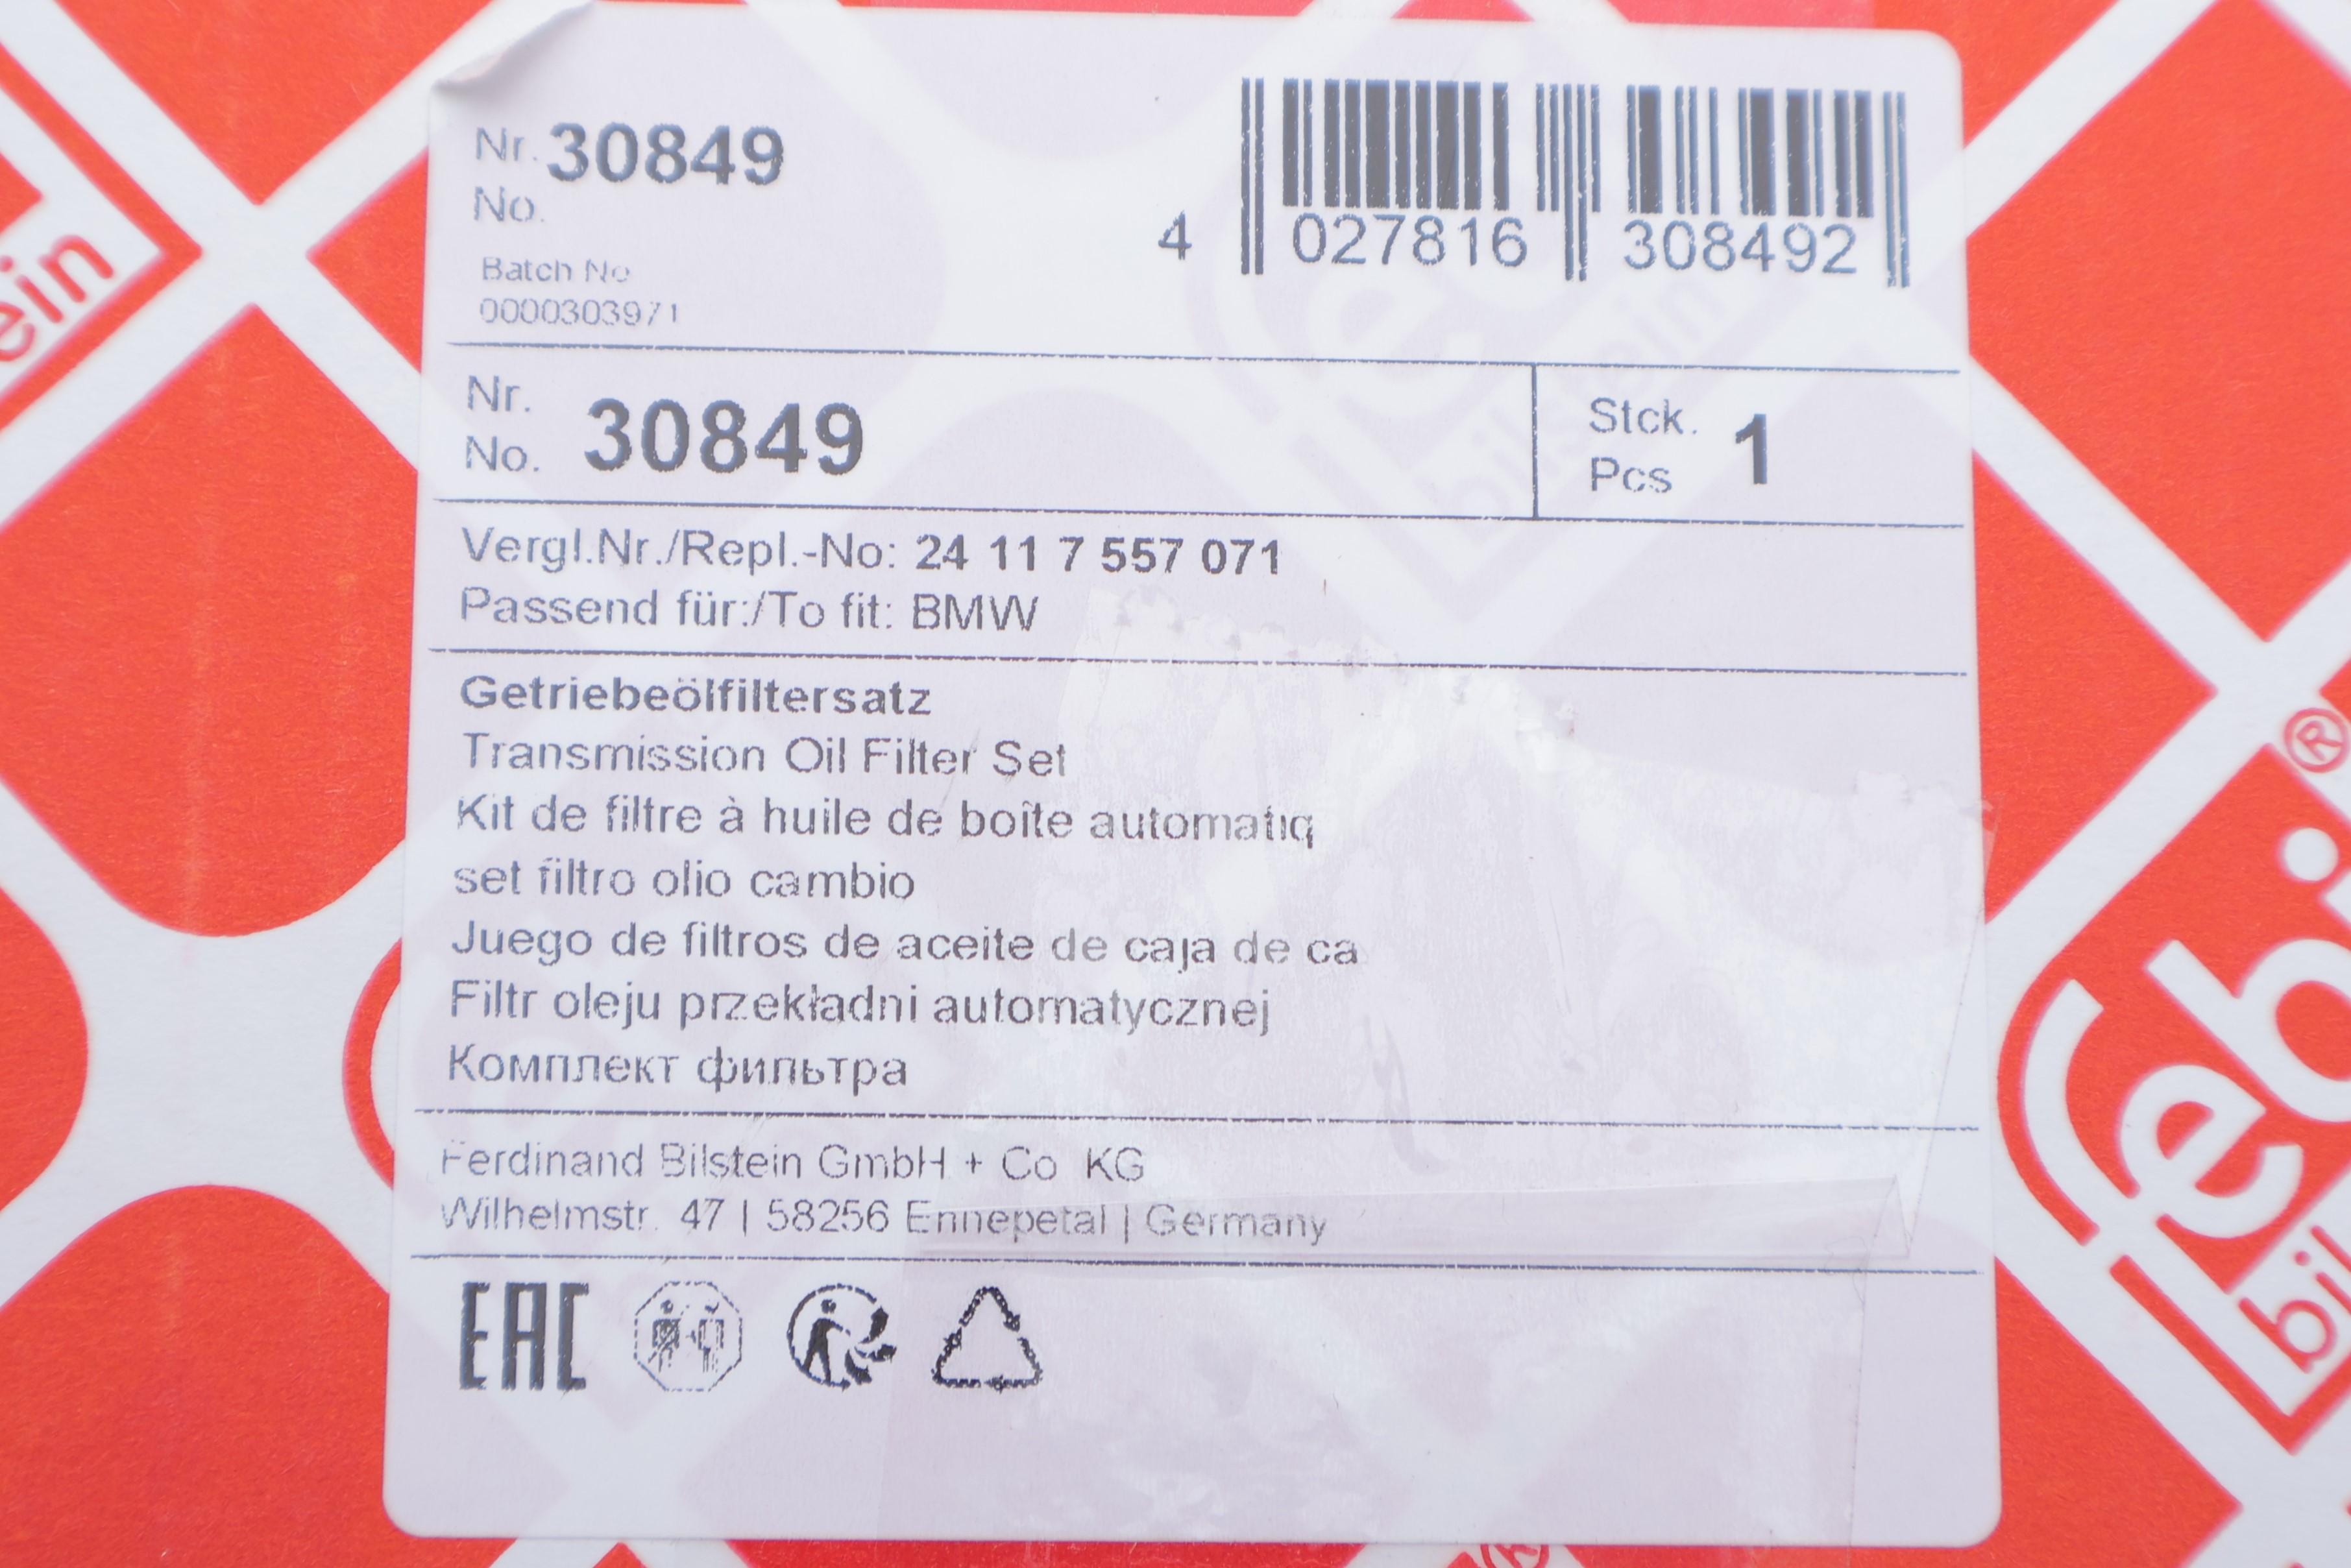 Nr. 30849
No.
Batch No
0000303971
4 027816 308492
Nr. 30849
No.
Stck. 1
Pcs
Vergl.Nr./Repl.-No: 24 11 7 557 071
Passend für:/To fit: BMW
Getriebeölfiltersatz
Transmission Oil Filter Set
Kit de filtre à huile de boîte automatiq
set filtro olio cambio
Juego de filtros de aceite de caja de ca
Filtr oleju przekładni automatycznej
Комплект фильтра
Ferdinand Bilstein GmbH + Co KG
Wilhelmstr. 47 | 58256 Ennepetal | Germany
EAC
ein
febi
bil
®